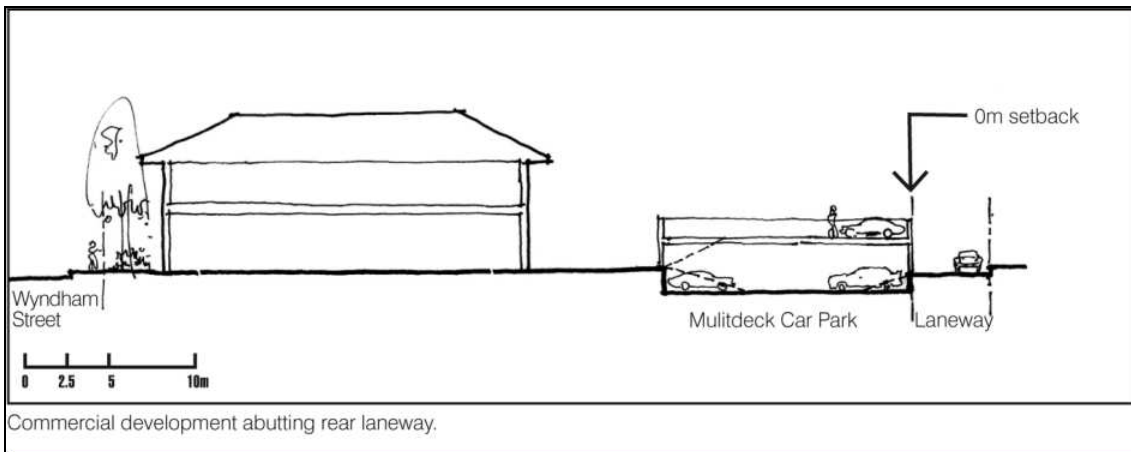 0m setback
Wyndham
Street
Mulitdeck Car Park
Laneway
0 2.5 5 10m
Commercial development abutting rear laneway.